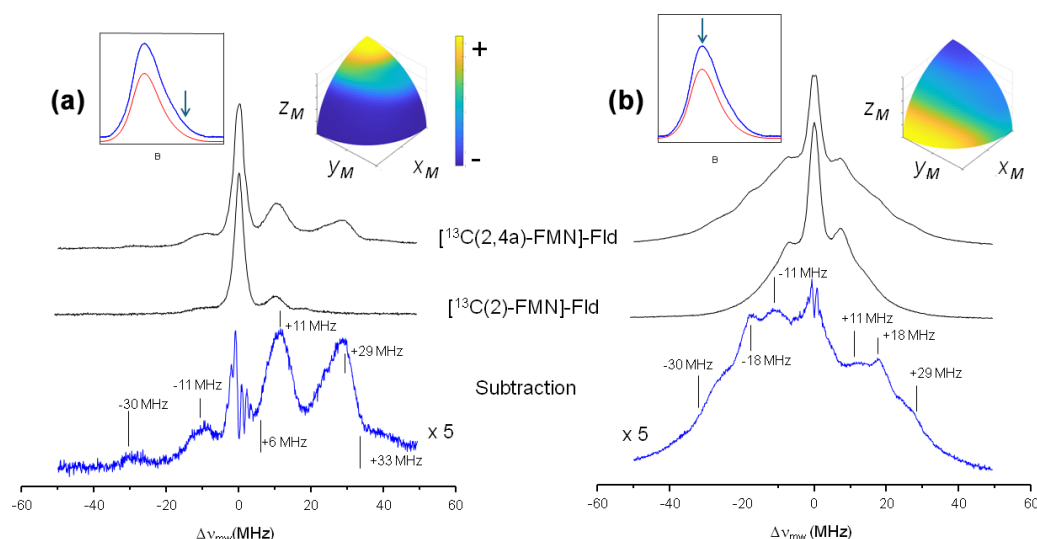 (a)
B
z_M
y_M
x_M
+
-
(b)
B
z_M
y_M
x_M
[¹³C(2,4a)-FMN]-Fld
[¹³C(2)-FMN]-Fld
Subtraction
-30 MHz
-11 MHz
+6 MHz
+11 MHz
+29 MHz
+33 MHz
x 5
-30 MHz
-18 MHz
-11 MHz
+11 MHz
+18 MHz
+29 MHz
x 5
-60 -40 -20 0 20 40 60
Δν_mw(MHz)
-60 -40 -20 0 20 40 60
Δν_mw(MHz)